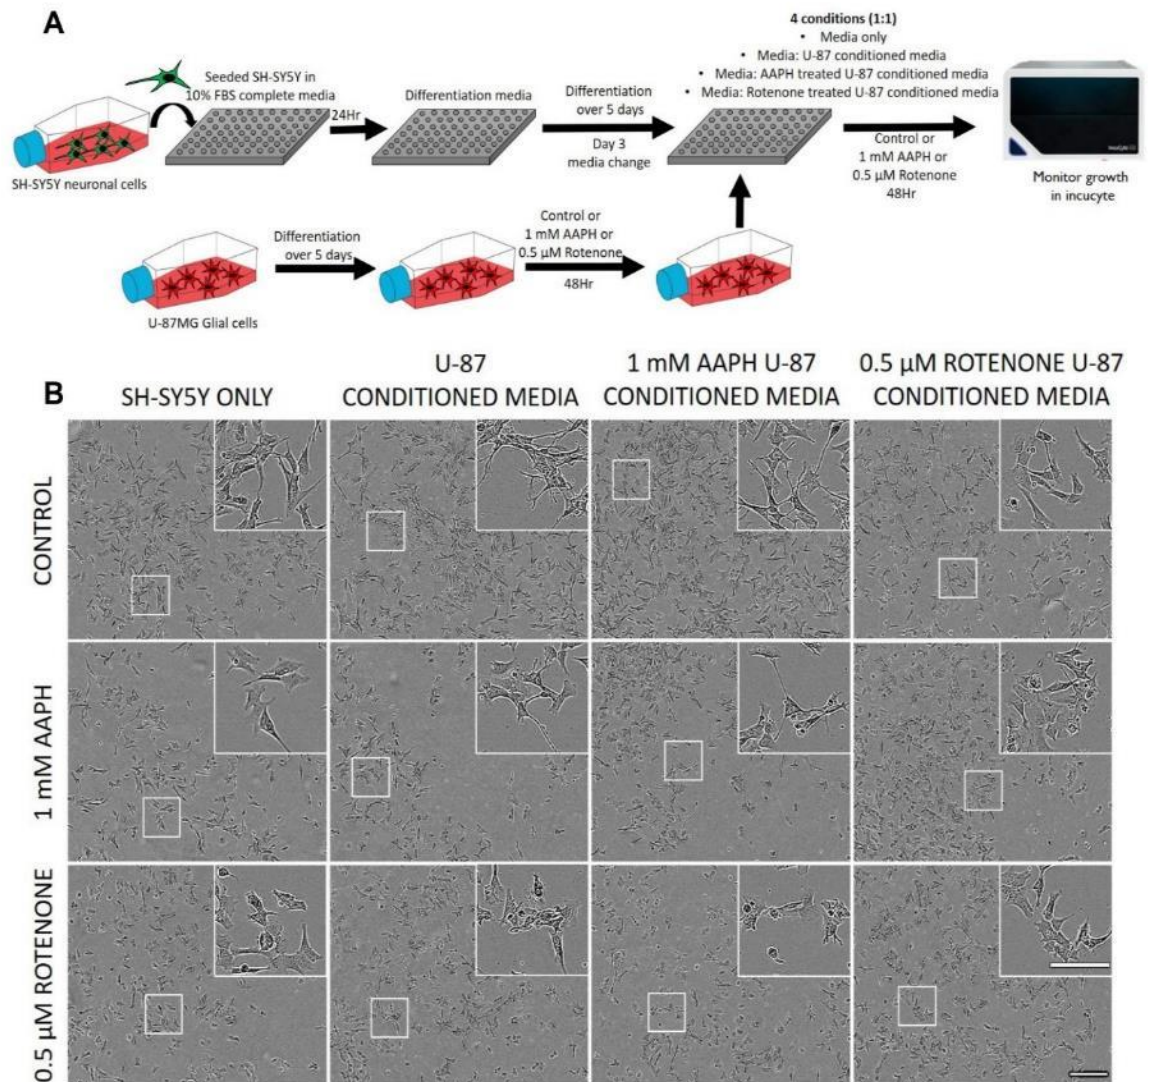 A
4 conditions (1:1)
• Media only
• Media: U-87 conditioned media
• Media: AAPH treated U-87 conditioned media
• Media: Rotenone treated U-87 conditioned media
Seeded SH-SY5Y in
10% FBS complete media
24Hr
Differentiation media
Differentiation
over 5 days
Day 3
media change
Control or
1 mM AAPH or
0.5 µM Rotenone
48Hr
Monitor growth
in incucyte
SH-SY5Y neuronal cells
Differentiation
over 5 days
Control or
1 mM AAPH or
0.5 µM Rotenone
48Hr
U-87MG Glial cells
B
SH-SY5Y ONLY
U-87
CONDITIONED MEDIA
1 mM AAPH U-87
CONDITIONED MEDIA
0.5 µM ROTENONE U-87
CONDITIONED MEDIA
CONTROL
1 mM AAPH
0.5 µM ROTENONE